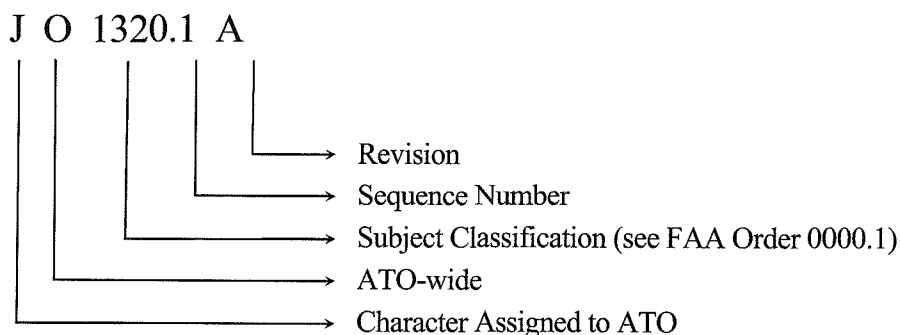 J O 1320.1 A
Revision
Sequence Number
Subject Classification (see FAA Order 0000.1)
ATO-wide
Character Assigned to ATO